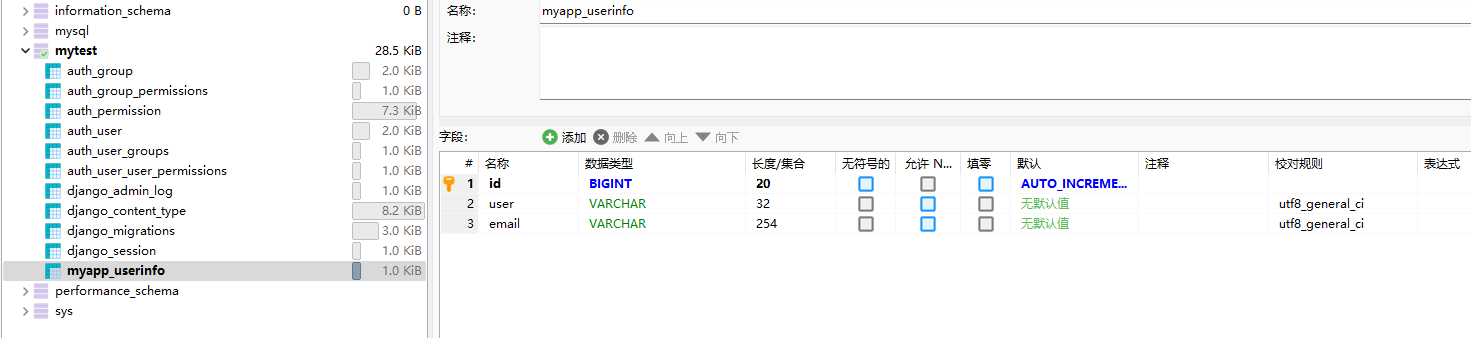 information_schema 0 B
mysql
mytest 28.5 KiB
auth_group 2.0 KiB
auth_group_permissions 1.0 KiB
auth_permission 7.3 KiB
auth_user 2.0 KiB
auth_user_groups 1.0 KiB
auth_user_user_permissions 1.0 KiB
django_admin_log 1.0 KiB
django_content_type 8.2 KiB
django_migrations 3.0 KiB
django_session 1.0 KiB
myapp_userinfo 1.0 KiB
performance_schema
sys
名称: myapp_userinfo
注释:
字段: 添加 删除 向上 向下
# 名称 数据类型 长度/集合 无符号的 允许 N... 填零 默认 注释 校对规则 表达式
1 id BIGINT 20 AUTO_INCREME...
2 user VARCHAR 32 无默认值 utf8_general_ci
3 email VARCHAR 254 无默认值 utf8_general_ci